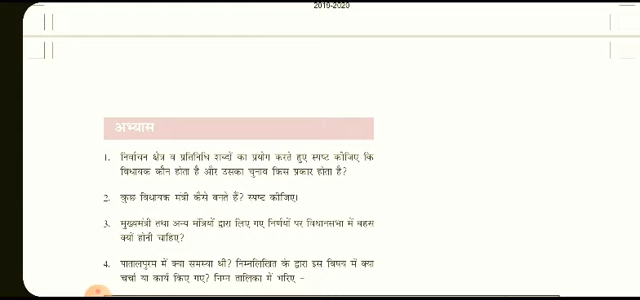 2019-2020
अभ्यास
1. निर्वाचन क्षेत्र व प्रतिनिधि शब्दों का प्रयोग करते हुए स्पष्ट कीजिए कि
विधायक कौन होता है और उसका चुनाव किस प्रकार होता है?
2. कुछ विधायक मंत्री कैसे बनते हैं? स्पष्ट कीजिए।
3. मुख्यमंत्री तथा अन्य मंत्रियों द्वारा लिए गए निर्णयों पर विधानसभा में बहस
क्यों होनी चाहिए?
4. पातालपुरम में क्या समस्या थी? निम्नलिखित के द्वारा इस विषय में क्या
चर्चा या कार्य किए गए? निम्न तालिका में भरिए -